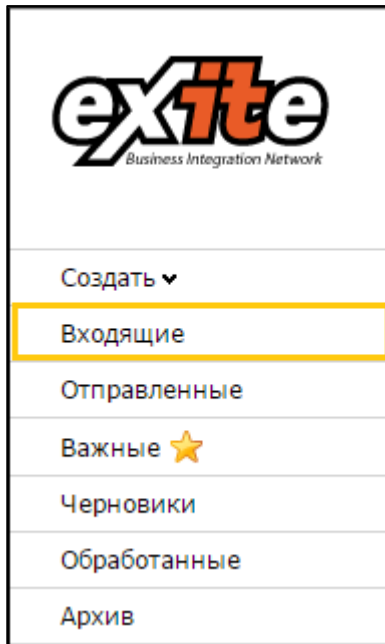 exite
Business Integration Network
Создать
Входящие
Отправленные
Важные
Черновики
Обработанные
Архив